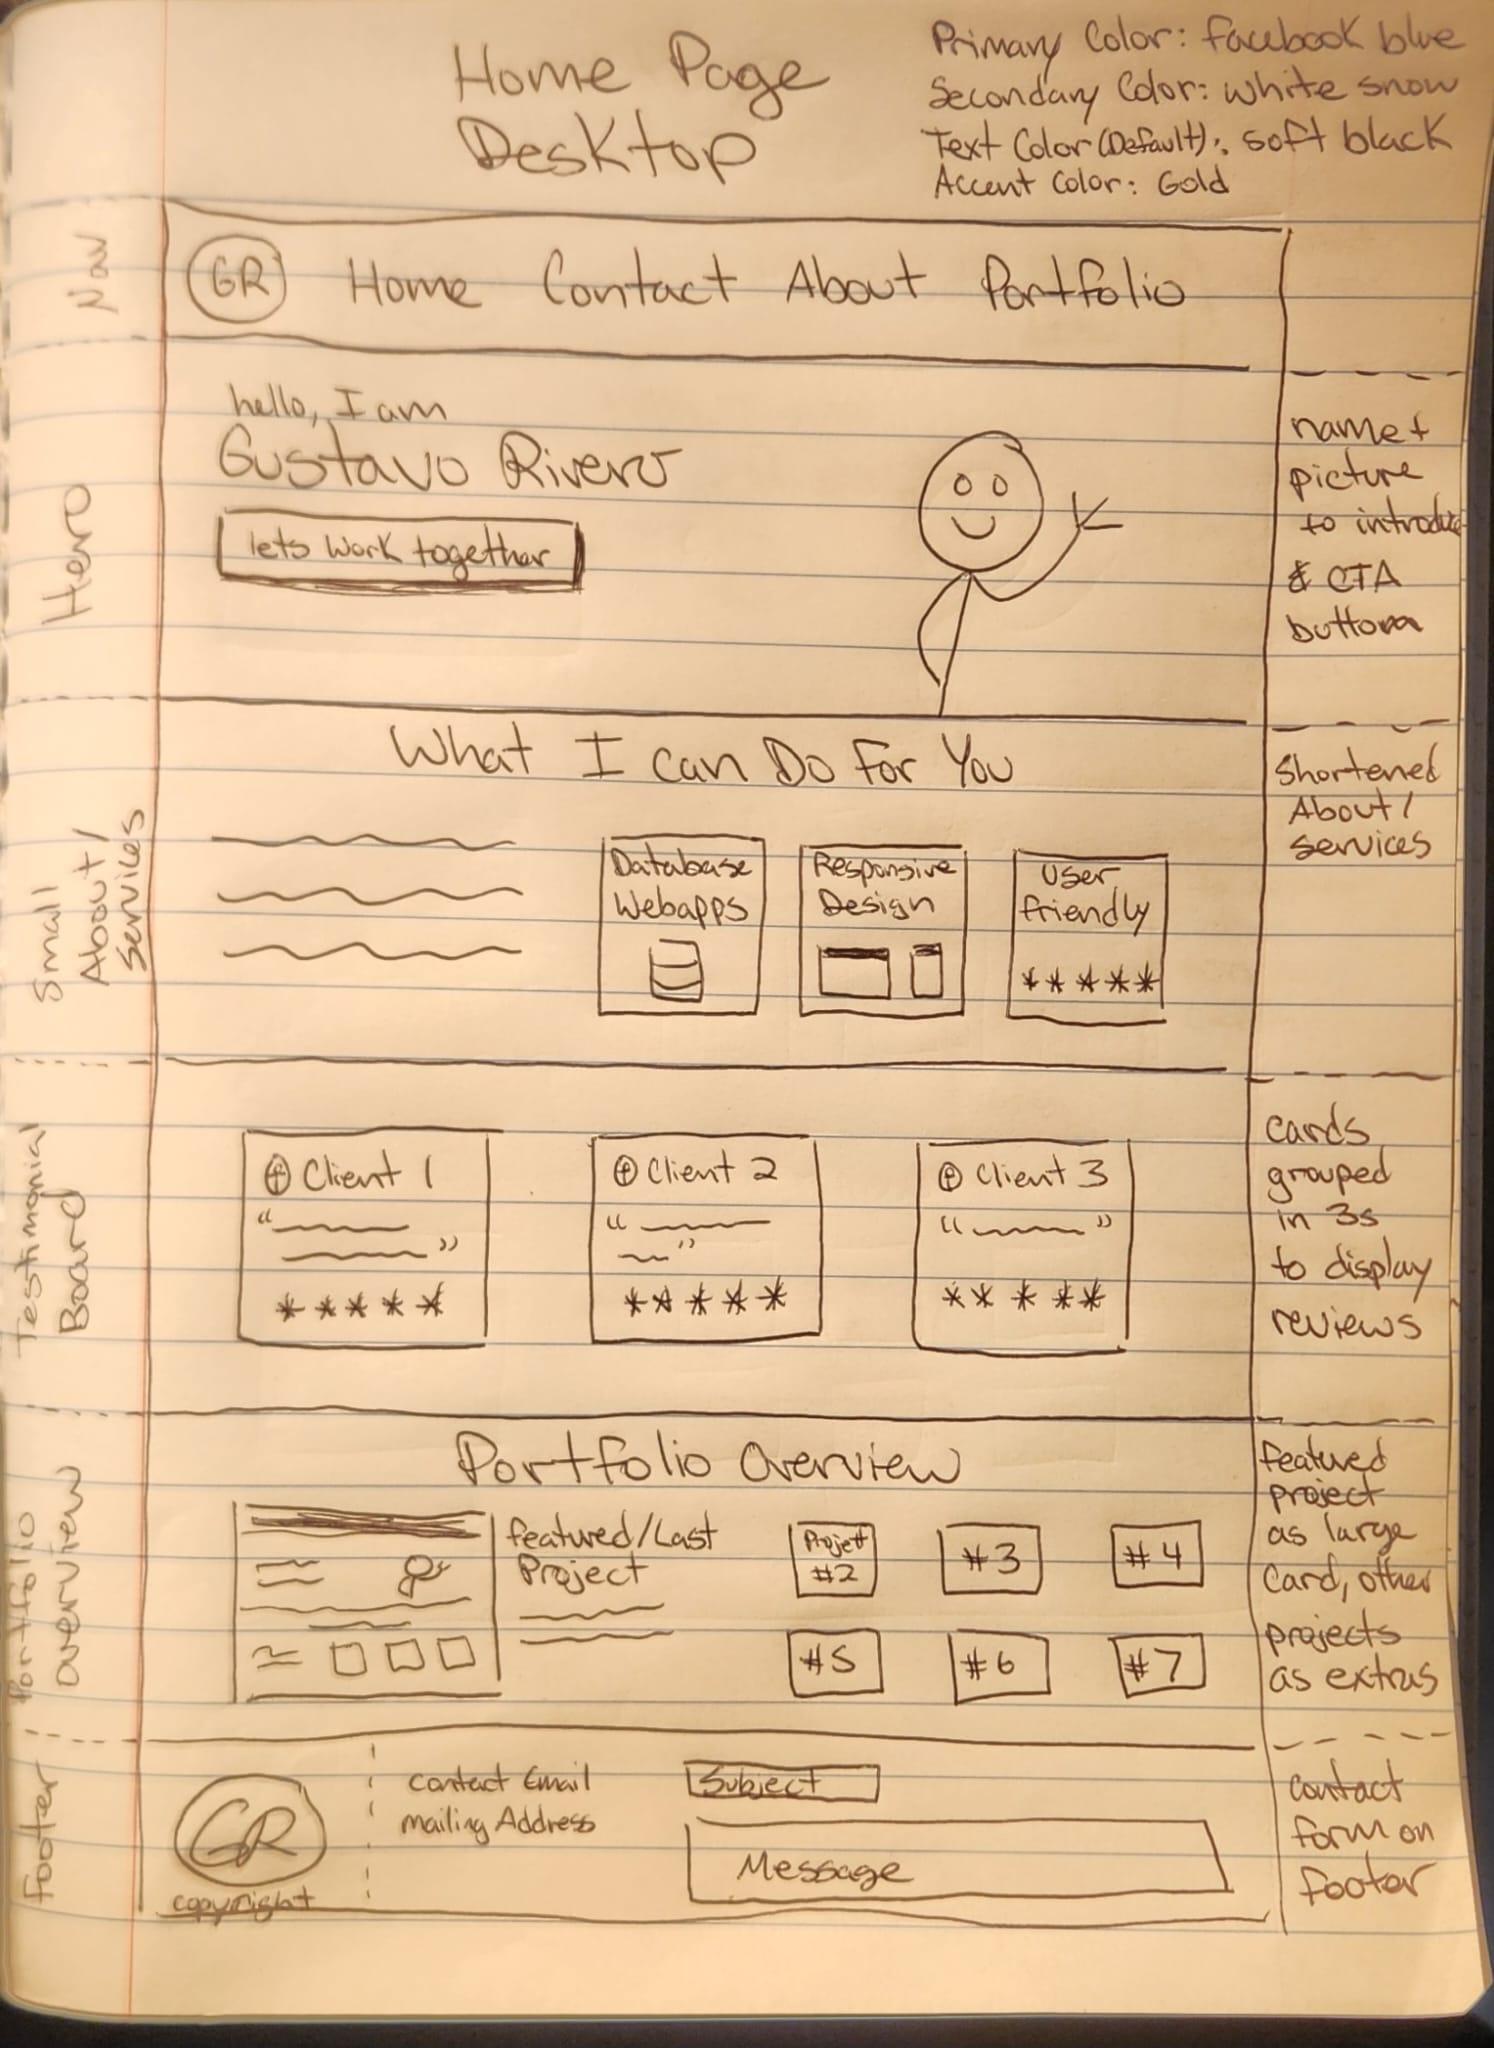 Home Page
Desktop
Primary Color: facebook blue
Secondary Color: white snow
Text Color (Default): soft black
Accent Color: Gold
Nav
GR Home Contact About Portfolio
Hero
hello, I am
Gustavo Rivero
lets work together
name +
picture
to introduce
& CTA
buttons
Small
About/
Services
What I can Do For You
Database
Webapps
Responsive
Design
User
friendly
*****
Shortened
About/
services
Testimonial
Board
Client 1
“ ”
*****
Client 2
“ ”
*****
Client 3
“ ”
*****
cards
grouped
in 3s
to display
reviews
Portfolio
overview
Portfolio Overview
featured/Last
Project
Project
#2
#3
#4
#5
#6
#7
featured
project
as large
card, other
projects
as extras
Footer
GR
copyright
contact Email
mailing Address
Subject
Message
contact
form on
footer